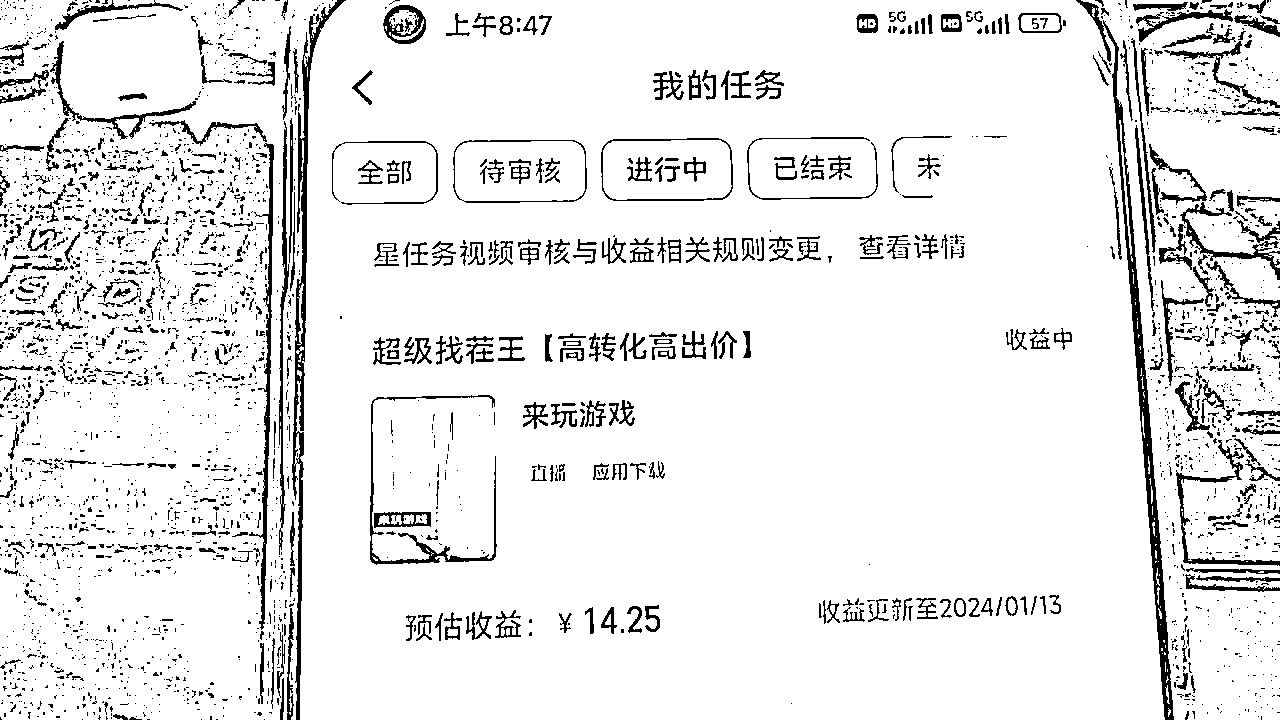 上午8:47
HD 5G HD 5G 57
我的任务
全部 待审核 进行中 已结束 未
星任务视频审核与收益相关规则变更，查看详情
超级找茬王【高转化高出价】 收益中
来玩游戏
直播 应用下载
预估收益：￥14.25 收益更新至2024/01/13